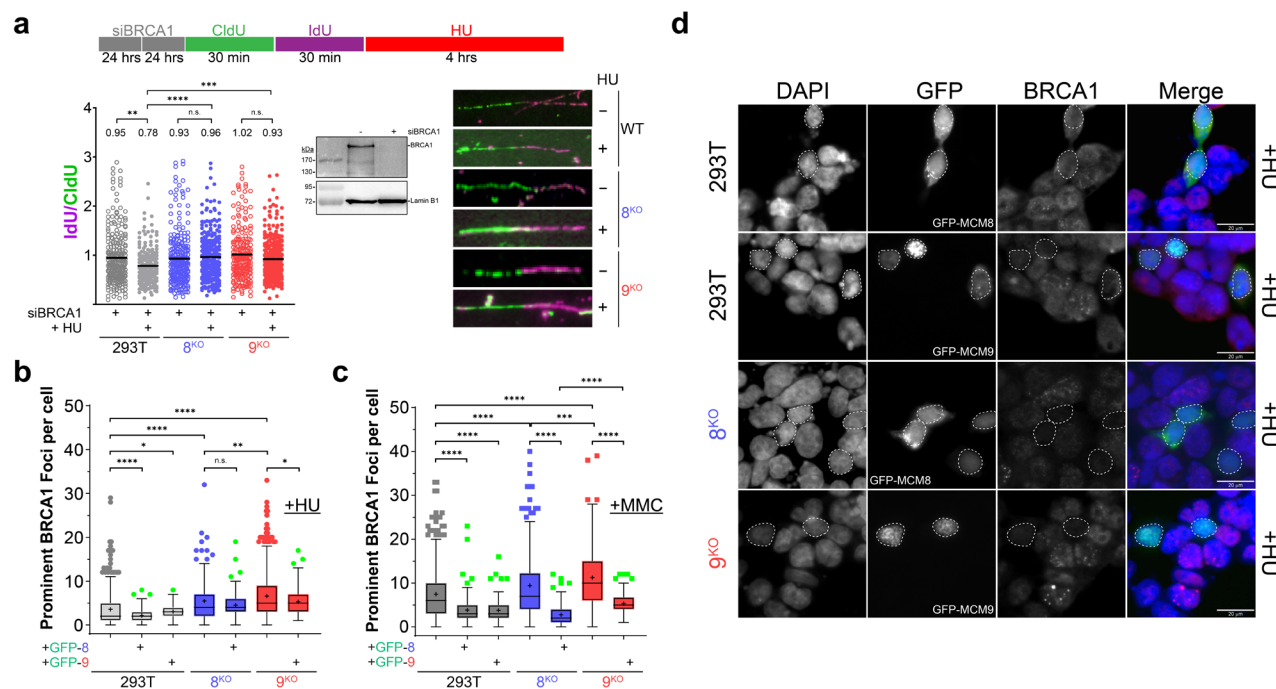 a
siBRCA1 CldU IdU HU
24 hrs 24 hrs 30 min 30 min 4 hrs
***
** **** n.s. n.s.
0.95 0.78 0.93 0.96 1.02 0.93
IdU/CldU
4
3
2
1
siBRCA1 + + + + + +
+ HU + + +
293T 8KO 9KO
siBRCA1
- +
kDa
170
130
BRCA1
95
72
Lamin B1
HU
−
+
WT
−
+
8KO
−
+
9KO
b
Prominent BRCA1 Foci per cell
50
40
30
20
10
0
****
****
* **
**** n.s. *
+HU
+GFP-8 + +
+GFP-9 + +
293T 8KO 9KO
c
Prominent BRCA1 Foci per cell
50
40
30
20
10
0
****
****
**** ***
**** **** **** ****
+MMC
+GFP-8 + +
+GFP-9 + +
293T 8KO 9KO
d
DAPI GFP BRCA1 Merge
293T GFP-MCM8 20 μm +HU
293T GFP-MCM9 20 μm +HU
8KO GFP-MCM8 20 μm +HU
9KO GFP-MCM9 20 μm +HU